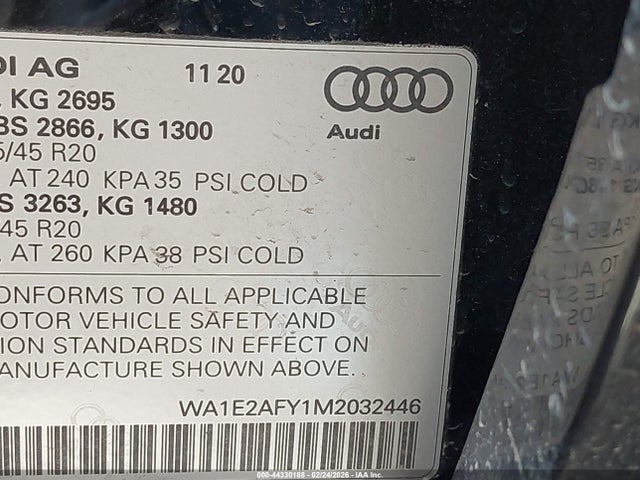 DI AG 11 20
, KG 2695
BS 2866, KG 1300
5/45 R20
AT 240 KPA 35 PSI, COLD
S 3263, KG 1480
45 R20
AT 260 KPA 38 PSI COLD
Audi
ONFORMS TO ALL APPLICABLE
MOTOR VEHICLE SAFETY AND
ION STANDARDS IN EFFECT ON
MANUFACTURE SHOWN ABOVE.
WA1E2AFY1M2032446
000-44330188 - 02/24/2026 - IAA Inc.